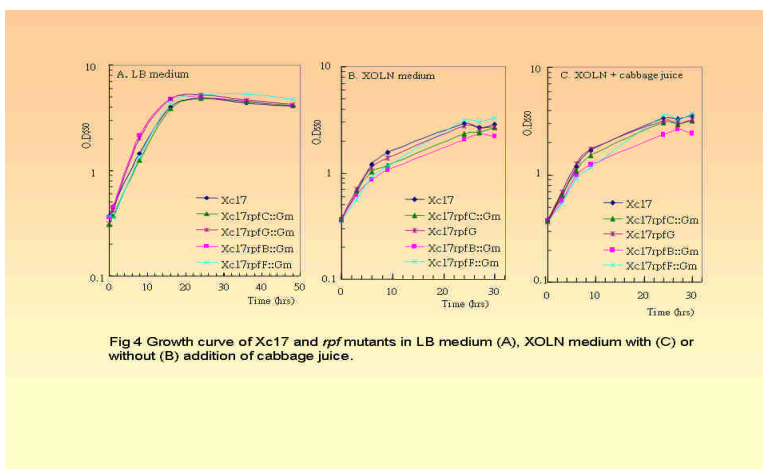 A. LB medium
10
1
0.1
O.D550
0
10
20
30
40
50
Time (hrs)
Xc17
Xc17rpfC::Gm
Xc17rpfG::Gm
Xc17rpfB::Gm
Xc17rpfF::Gm
B. XOLN medium
10
1
0.1
O.D550
0
10
20
30
Time (hrs)
Xc17
Xc17rpfC::Gm
Xc17rpfG
Xc17rpfB::Gm
Xc17rpfF::Gm
C. XOLN + cabbage juice
10
1
0.1
O.D550
0
10
20
30
Time (hrs)
Xc17
Xc17rpfC::Gm
Xc17rpfG
Xc17rpfB::Gm
Xc17rpfF::Gm
Fig 4 Growth curve of Xc17 and rpf mutants in LB medium (A), XOLN medium with (C) or
without (B) addition of cabbage juice.